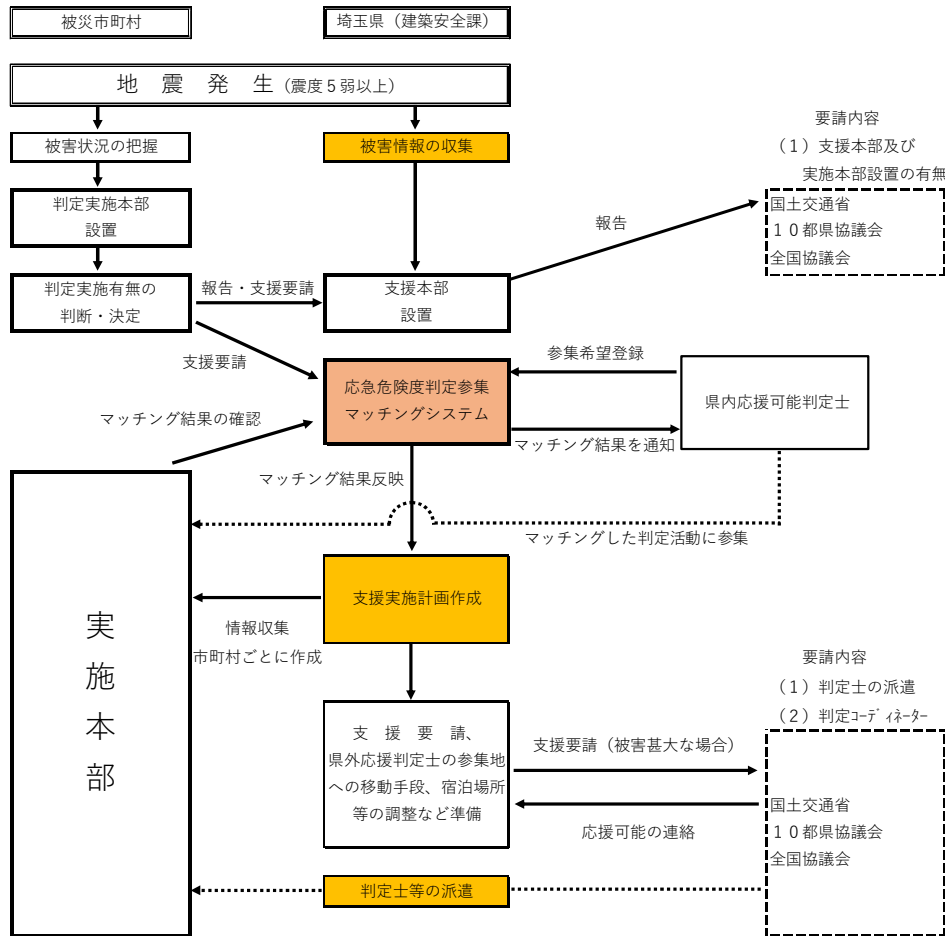 被災市町村
埼玉県（建築安全課）
地　震　発　生（震度５弱以上）
被害状況の把握
被害情報の収集
要請内容
（１）支援本部及び
実施本部設置の有無
判定実施本部
設置
国土交通省
１０都県協議会
全国協議会
報告
判定実施有無の
判断・決定
報告・支援要請
支援本部
設置
支援要請
参集希望登録
応急危険度判定参集
マッチングシステム
県内応援可能判定士
マッチング結果の確認
マッチング結果を通知
マッチング結果反映
マッチングした判定活動に参集
支援実施計画作成
情報収集
市町村ごとに作成
実
施
本
部
要請内容
（１）判定士の派遣
（２）判定ｺｰﾃﾞｨﾈｰﾀｰ
支　援　要　請、
県外応援判定士の参集地
への移動手段、宿泊場所
等の調整など準備
支援要請（被害甚大な場合）
応援可能の連絡
国土交通省
１０都県協議会
全国協議会
判定士等の派遣